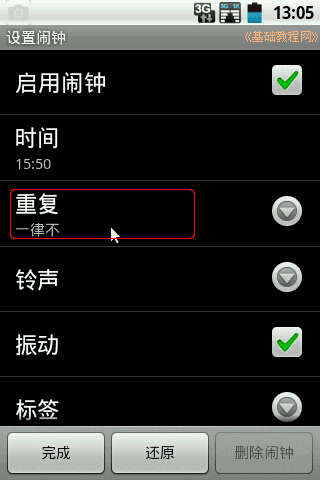 3G 3G 1X 13:05
设置闹钟 《基础教程网》
启用闹钟
时间
15:50
重复
一律不
铃声
振动
标签
完成 还原 删除闹钟